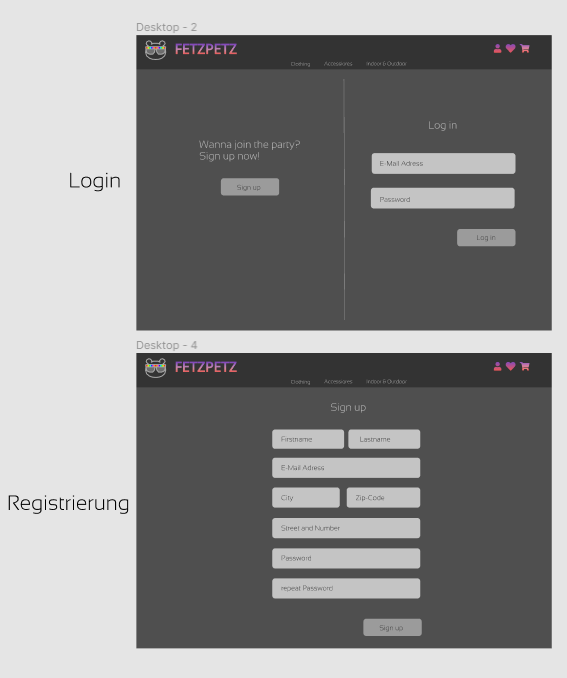 Desktop - 2
FETZPETZ
Clothing Accessoires Indoor & Outdoor
Login
Wanna join the party?
Sign up now!
Sign up
Log in
E-Mail Adress
Password
Log in
Desktop - 4
FETZPETZ
Clothing Accessoires Indoor & Outdoor
Registrierung
Sign up
Firstname Lastname
E-Mail Adress
City Zip-Code
Street and Number
Password
repeat Password
Sign up